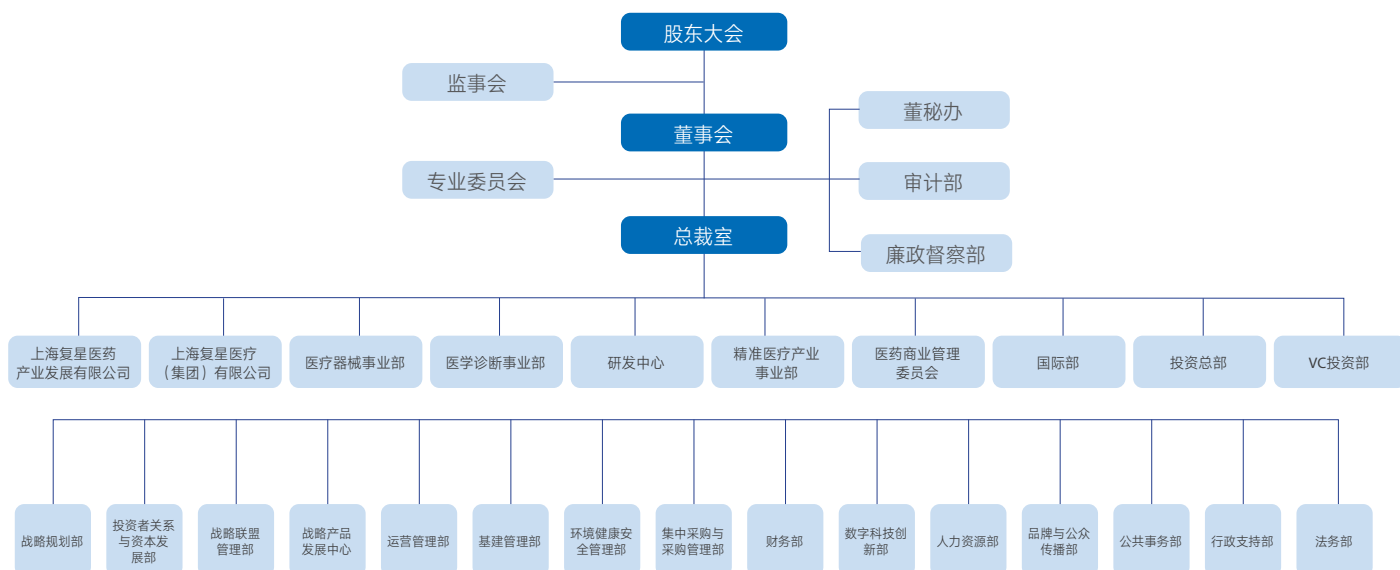 股东大会
监事会
董秘办
董事会
专业委员会
审计部
总裁室
廉政督察部
上海复星医药
产业发展有限公司
上海复星医疗
（集团）有限公司
医疗器械事业部
医学诊断事业部
研发中心
精准医疗产业
事业部
医药商业管理
委员会
国际部
投资总部
VC投资部
战略规划部
投资者关系
与资本发
展部
战略联盟
管理部
战略产品
发展中心
运营管理部
基建管理部
环境健康安
全管理部
集中采购与
采购管理部
财务部
数字科技创
新部
人力资源部
品牌与公众
传播部
公共事务部
行政支持部
法务部